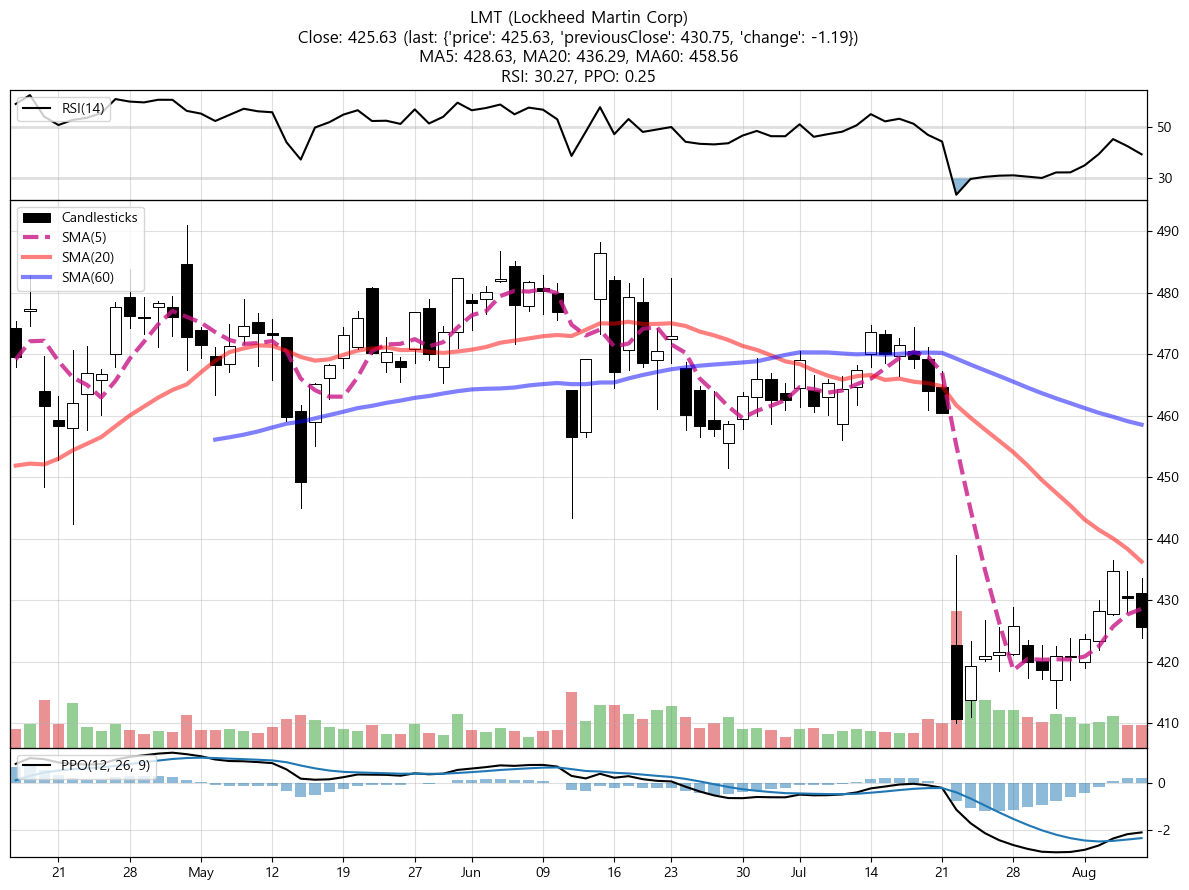 LMT (Lockheed Martin Corp)
Close: 425.63 (last: {'price': 425.63, 'previousClose': 430.75, 'change': -1.19})
MA5: 428.63, MA20: 436.29, MA60: 458.56
RSI: 30.27, PPO: 0.25
RSI(14)
50
30
Candlesticks
SMA(5)
SMA(20)
SMA(60)
490
480
470
460
450
440
430
420
410
PPO(12, 26, 9)
0
-2
21 28 May 12 19 27 Jun 09 16 23 30 Jul 14 21 28 Aug